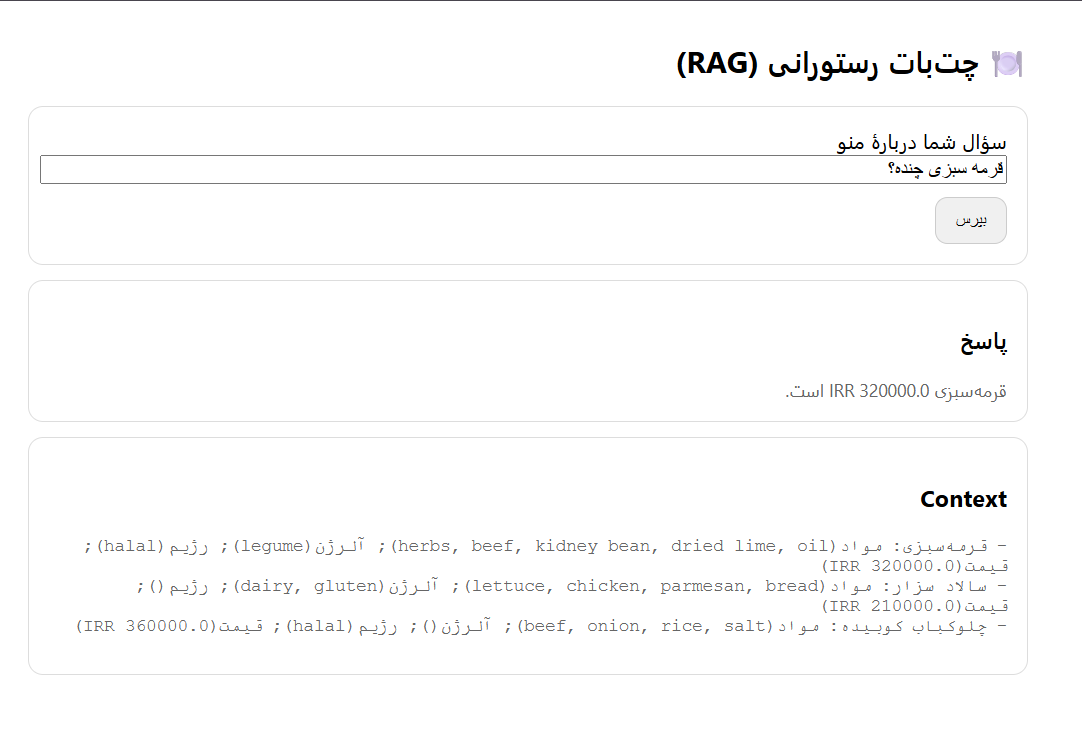 🍽️ چت‌بات رستورانی (RAG)
سؤال شما دربارهٔ منو
قرمه سبزی چنده؟
بپرس
پاسخ
قرمه‌سبزی 320000.0 IRR است.
Context
- قرمه‌سبزی: مواد(herbs, beef, kidney bean, dried lime, oil)؛ آلرژن(legume)؛ رژیم(halal)؛
قیمت(320000.0 IRR)
- سالاد سزار: مواد(lettuce, chicken, parmesan, bread)؛ آلرژن(dairy, gluten)؛ رژیم()؛
قیمت(210000.0 IRR)
- چلوکباب کوبیده: مواد(beef, onion, rice, salt)؛ آلرژن()؛ رژیم(halal)؛ قیمت(360000.0 IRR)